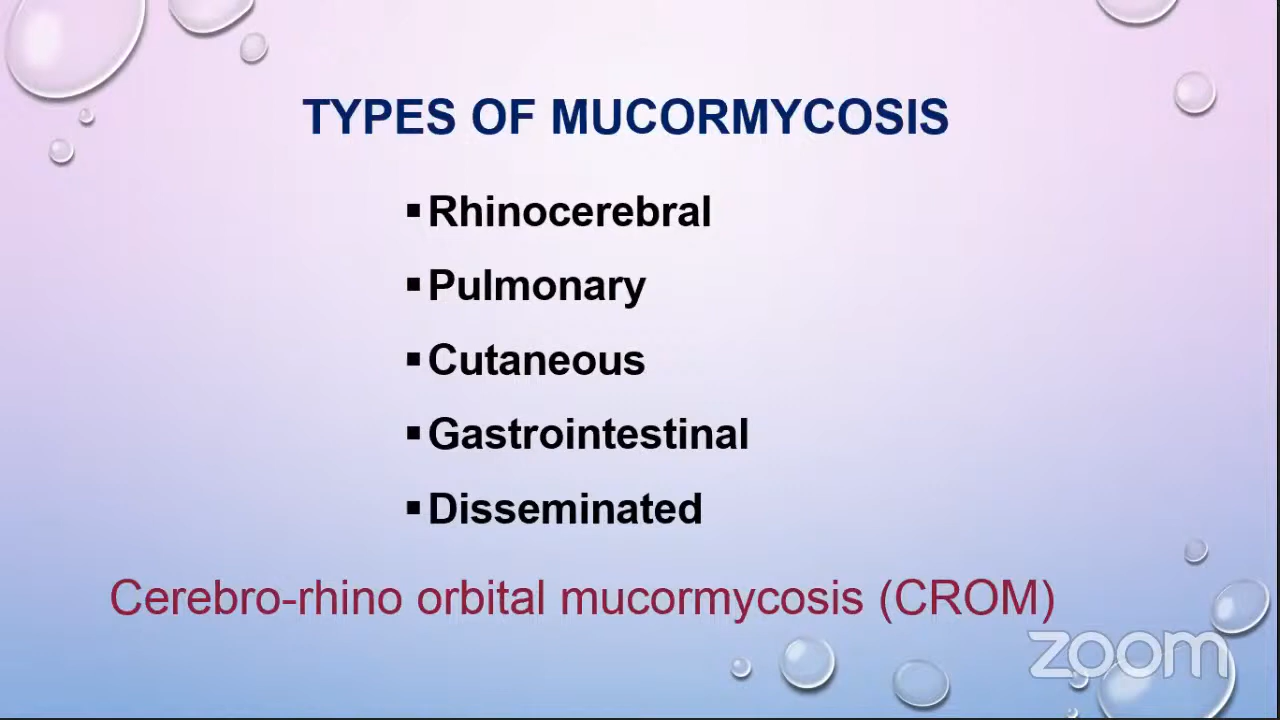 TYPES OF MUCORMYCOSIS
▪Rhinocerebral
▪Pulmonary
▪Cutaneous
▪Gastrointestinal
▪Disseminated
Cerebro-rhino orbital mucormycosis (CROM)
zoom